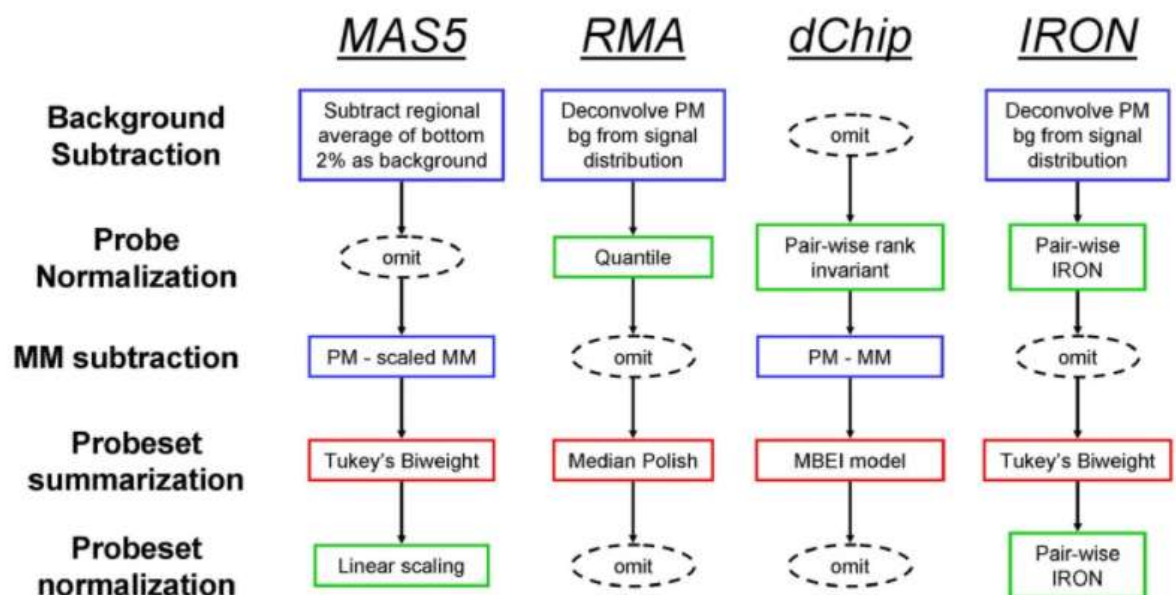 MAS5 RMA dChip IRON
Background
Subtraction
Subtract regional
average of bottom
2% as background
Deconvolve PM
bg from signal
distribution
omit
Deconvolve PM
bg from signal
distribution
Probe
Normalization
omit
Quantile
Pair-wise rank
invariant
Pair-wise
IRON
MM subtraction
PM - scaled MM
omit
PM - MM
omit
Probeset
summarization
Tukey's Biweight
Median Polish
MBEI model
Tukey's Biweight
Probeset
normalization
Linear scaling
omit
omit
Pair-wise
IRON